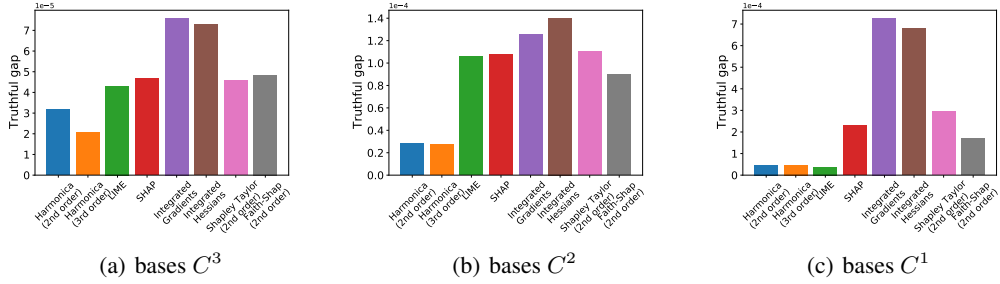 1e-5
Truthful gap
7
6
5
4
3
2
1
0
Harmonica
(2nd order)
Harmonica
(3rd order)
LIME
SHAP
Integrated
Gradients
Integrated
Hessians
Shapley Taylor
(2nd order)
Faith-Shap
(2nd order)
(a) bases C³
1e-4
Truthful gap
1.4
1.2
1.0
0.8
0.6
0.4
0.2
0.0
Harmonica
(2nd order)
Harmonica
(3rd order)
LIME
SHAP
Integrated
Gradients
Integrated
Hessians
Shapley Taylor
(2nd order)
Faith-Shap
(2nd order)
(b) bases C²
1e-4
Truthful gap
7
6
5
4
3
2
1
0
Harmonica
(2nd order)
Harmonica
(3rd order)
LIME
SHAP
Integrated
Gradients
Integrated
Hessians
Shapley Taylor
(2nd order)
Faith-Shap
(2nd order)
(c) bases C¹